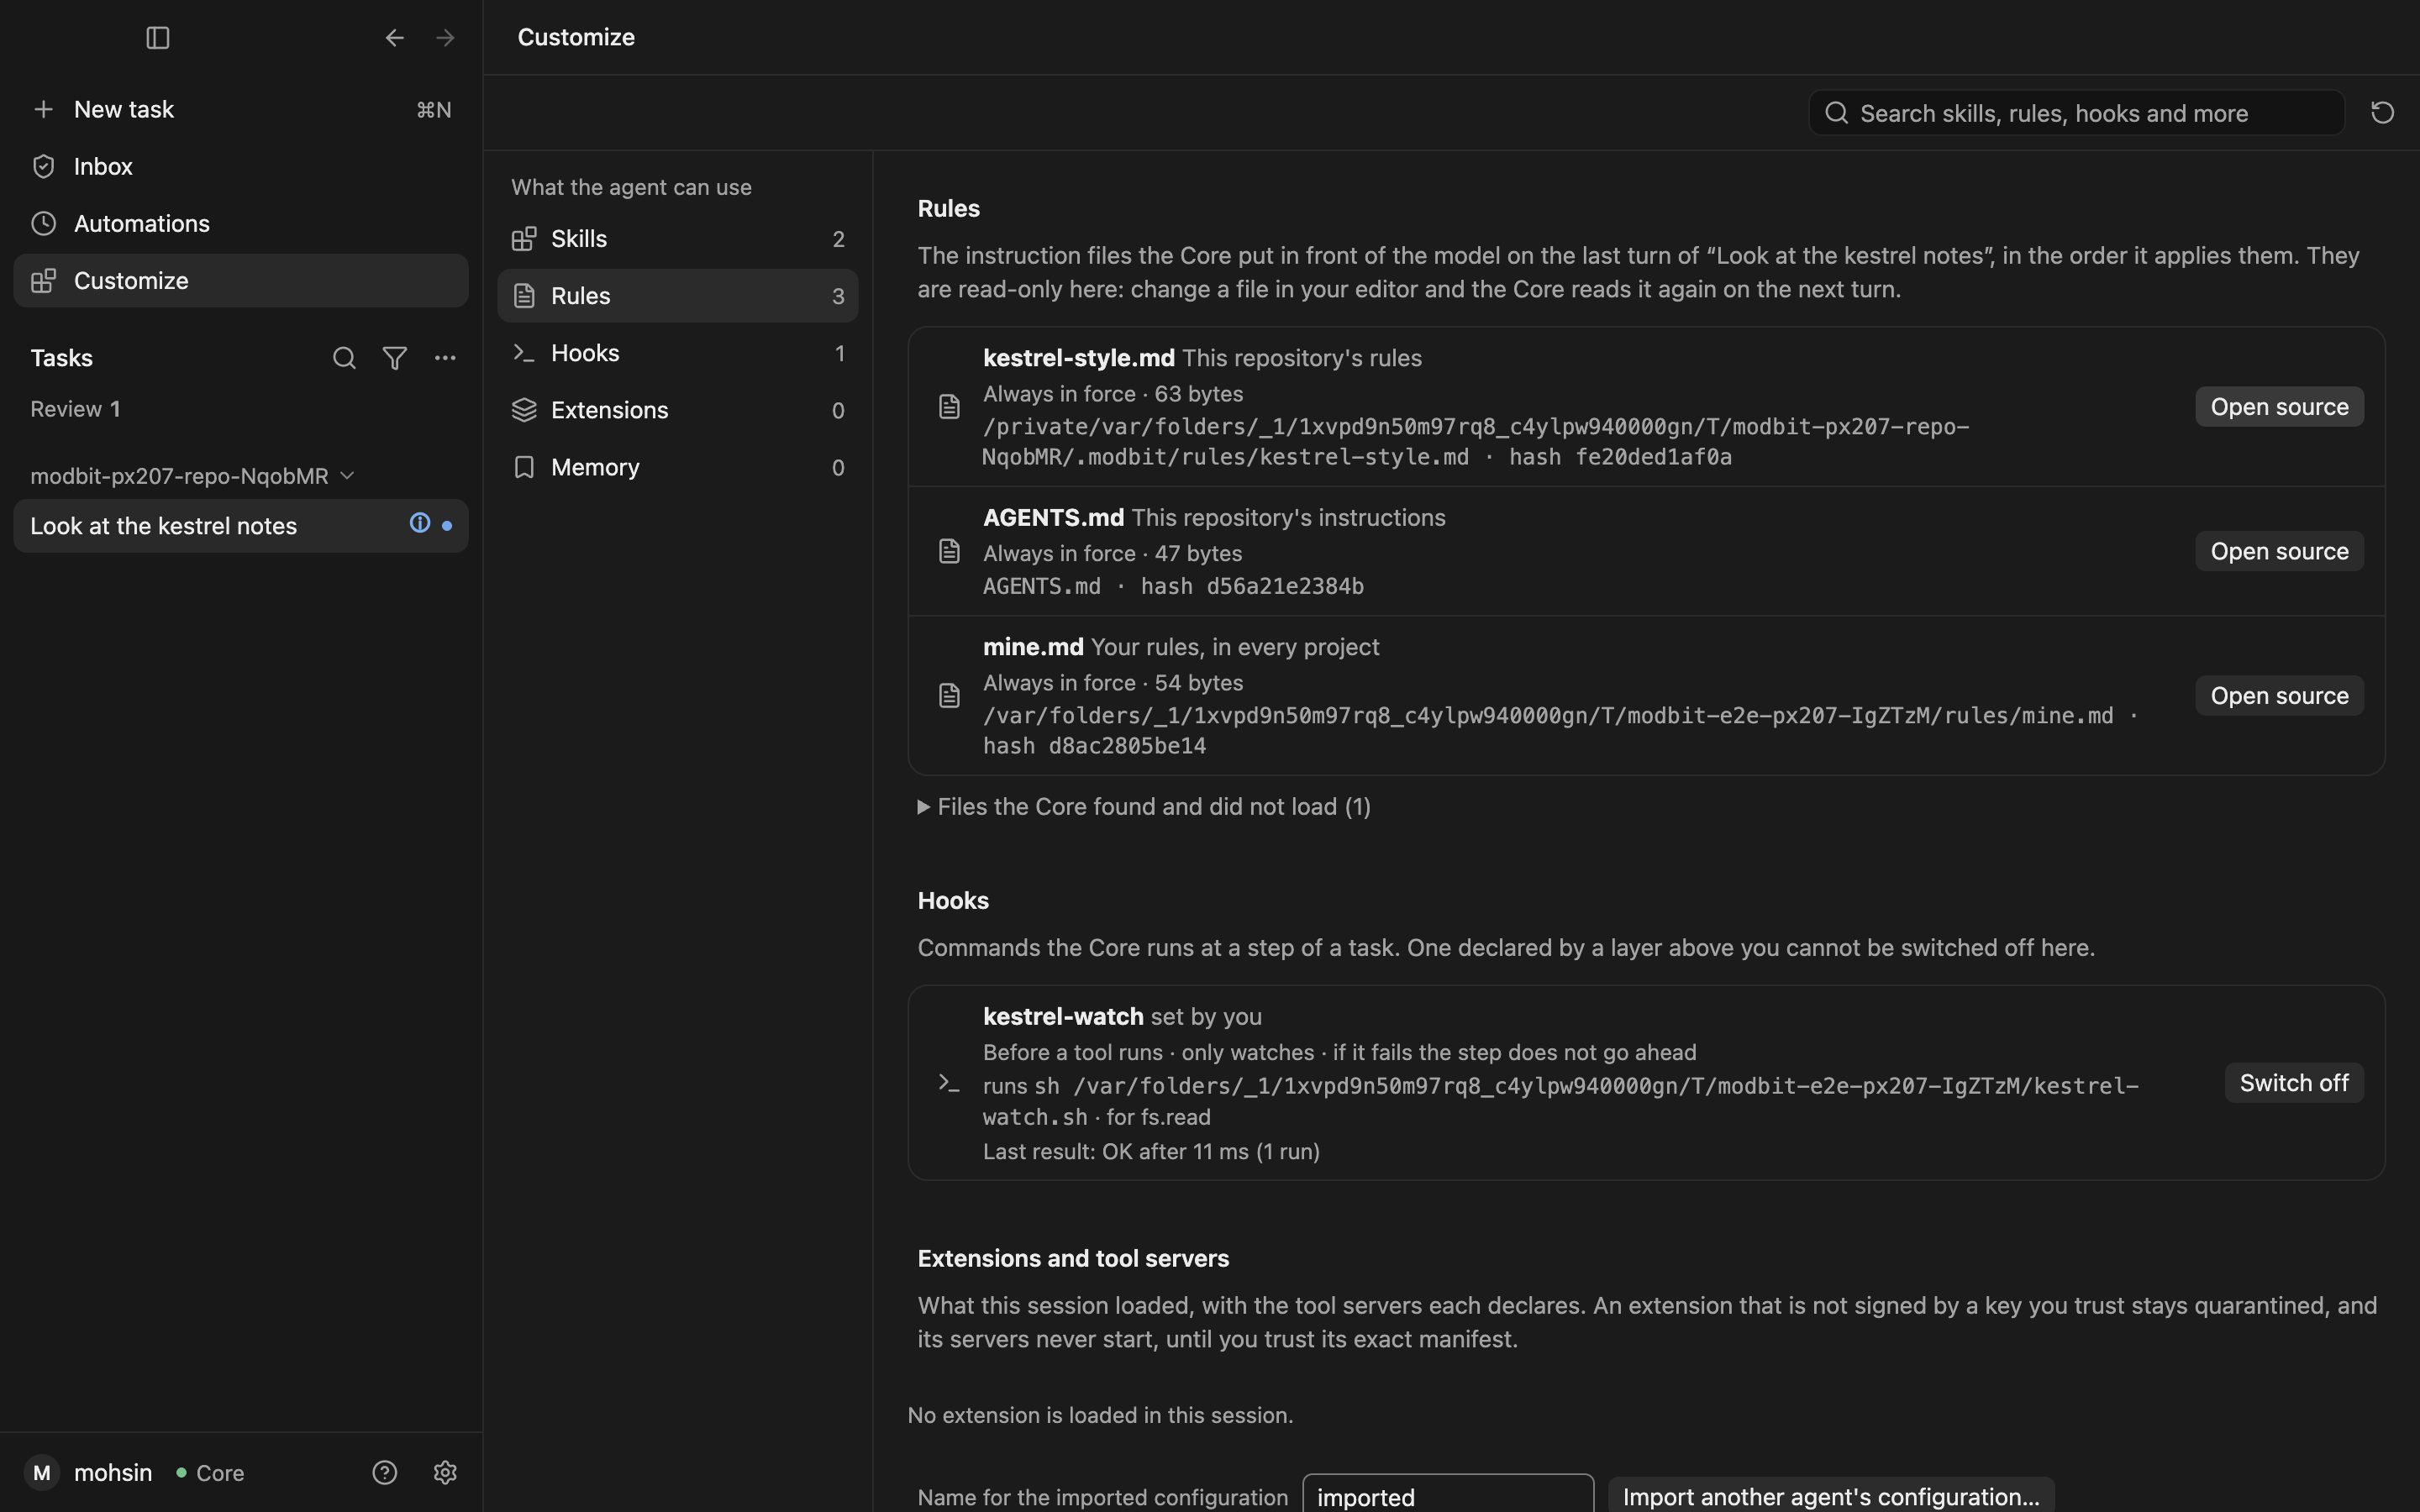 Customize
New task ⌘N
Inbox
Automations
Customize
Tasks
Review 1
modbit-px207-repo-NqobMR
Look at the kestrel notes
M mohsin Core
Search skills, rules, hooks and more
What the agent can use
Skills 2
Rules 3
Hooks 1
Extensions 0
Memory 0
Rules
The instruction files the Core put in front of the model on the last turn of “Look at the kestrel notes”, in the order it applies them. They
are read-only here: change a file in your editor and the Core reads it again on the next turn.
kestrel-style.md This repository's rules
Always in force · 63 bytes
/private/var/folders/_1/1xvpd9n50m97rq8_c4ylpw940000gn/T/modbit-px207-repo-
NqobMR/.modbit/rules/kestrel-style.md · hash fe20ded1af0a
Open source
AGENTS.md This repository's instructions
Always in force · 47 bytes
AGENTS.md · hash d56a21e2384b
Open source
mine.md Your rules, in every project
Always in force · 54 bytes
/var/folders/_1/1xvpd9n50m97rq8_c4ylpw940000gn/T/modbit-e2e-px207-IgZTzM/rules/mine.md ·
hash d8ac2805be14
Open source
Files the Core found and did not load (1)
Hooks
Commands the Core runs at a step of a task. One declared by a layer above you cannot be switched off here.
kestrel-watch set by you
Before a tool runs · only watches · if it fails the step does not go ahead
runs sh /var/folders/_1/1xvpd9n50m97rq8_c4ylpw940000gn/T/modbit-e2e-px207-IgZTzM/kestrel-
watch.sh · for fs.read
Last result: OK after 11 ms (1 run)
Switch off
Extensions and tool servers
What this session loaded, with the tool servers each declares. An extension that is not signed by a key you trust stays quarantined, and
its servers never start, until you trust its exact manifest.
No extension is loaded in this session.
Name for the imported configuration imported Import another agent's configuration...